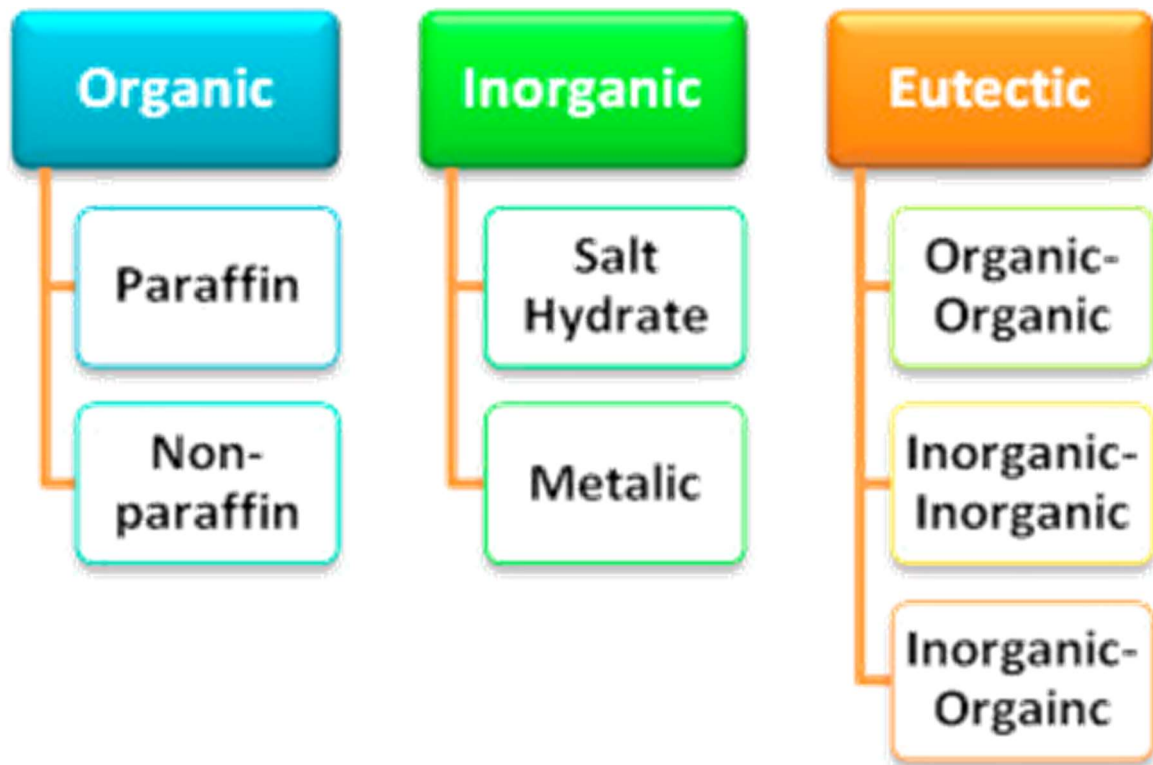 Organic
Paraffin
Non-
paraffin
Inorganic
Salt
Hydrate
Metalic
Eutectic
Organic-
Organic
Inorganic-
Inorganic
Inorganic-
Orgainc